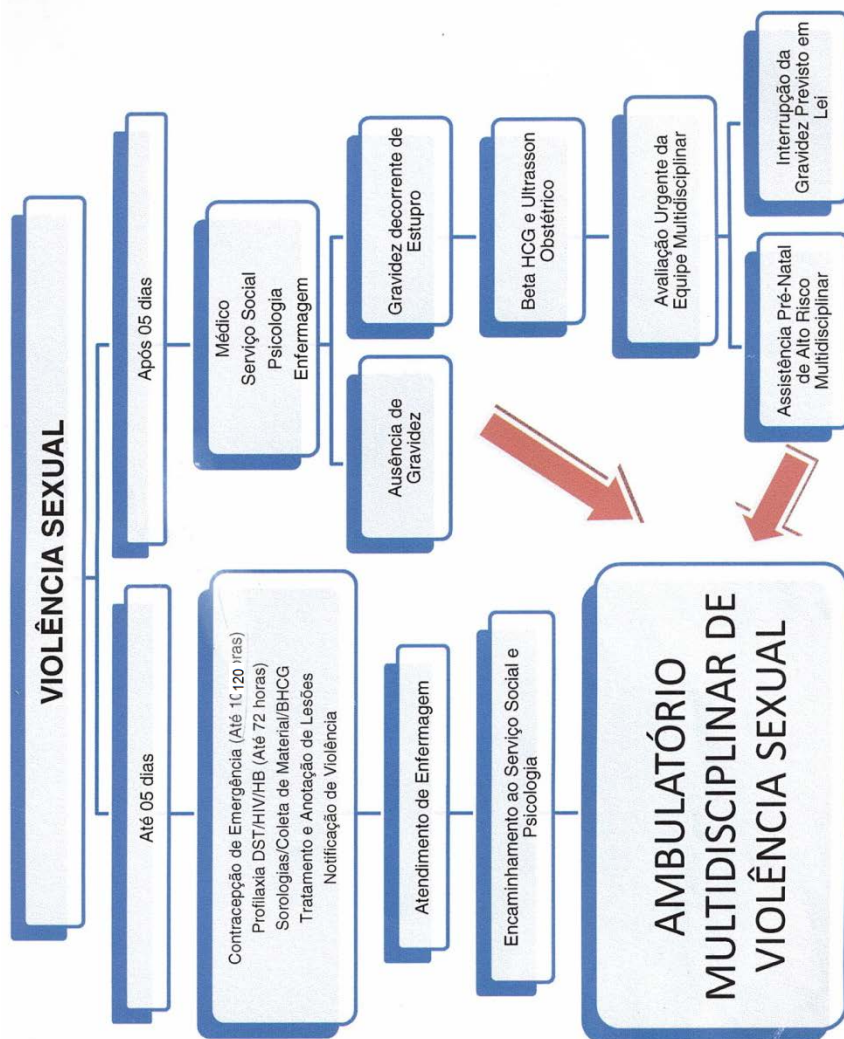 VIOLÊNCIA SEXUAL
Até 05 dias
Após 05 dias
Contracepção de Emergência (Até 120
Profilaxia DST/HIV/HB (Até 72 horas)
Sorologias/Coleta de Material/BHCG
Tratamento e Anotação de Lesões
Notificação de Violência
Médico
Serviço Social
Psicologia
Enfermagem
Atendimento de Enfermagem
Ausência de
Gravidez
Gravidez decorrente de
Estupro
Encaminhamento ao Serviço Social e
Psicologia
Beta HCG e Ultrasson
Obstétrico
Avaliação Urgente da
Equipe Multidisciplinar
AMBULATÓRIO
MULTIDISCIPLINAR DE
VIOLÊNCIA SEXUAL
Assistência Pré-Natal
de Alto Risco
Multidisciplinar
Interrupção da
Gravidez Previsto em
Lei